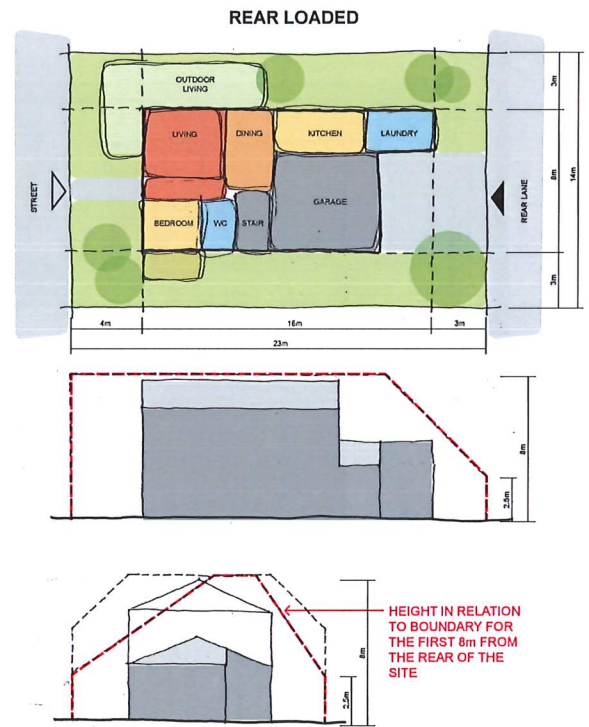 REAR LOADED
OUTDOOR
LIVING
LIVING
DINING
KITCHEN
LAUNDRY
STREET
GARAGE
REAR LANE
BEDROOM
WC
STAIR
3m
8m
14m
3m
4m
16m
3m
23m
8m
2.5m
HEIGHT IN RELATION
TO BOUNDARY FOR
THE FIRST 8m FROM
THE REAR OF THE
SITE
8m
2.5m